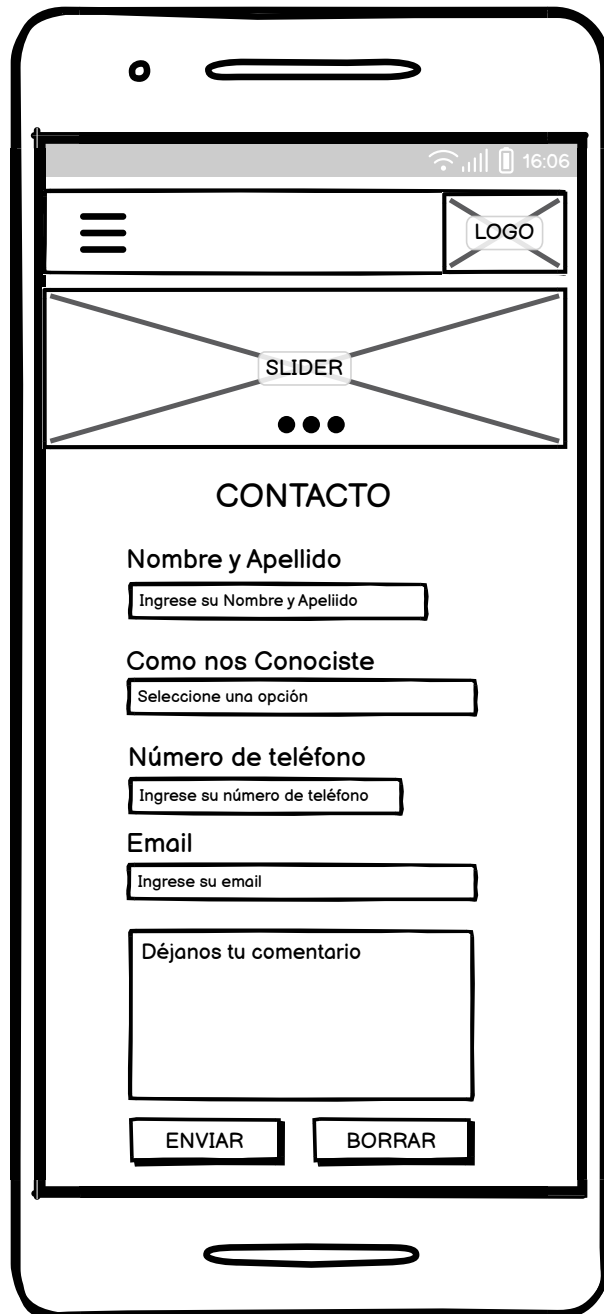 16:06
LOGO
SLIDER
CONTACTO
Nombre y Apellido
Ingrese su Nombre y Apeliido
Como nos Conociste
Seleccione una opción
Número de teléfono
Ingrese su número de teléfono
Email
Ingrese su email
Déjanos tu comentario
ENVIAR
BORRAR